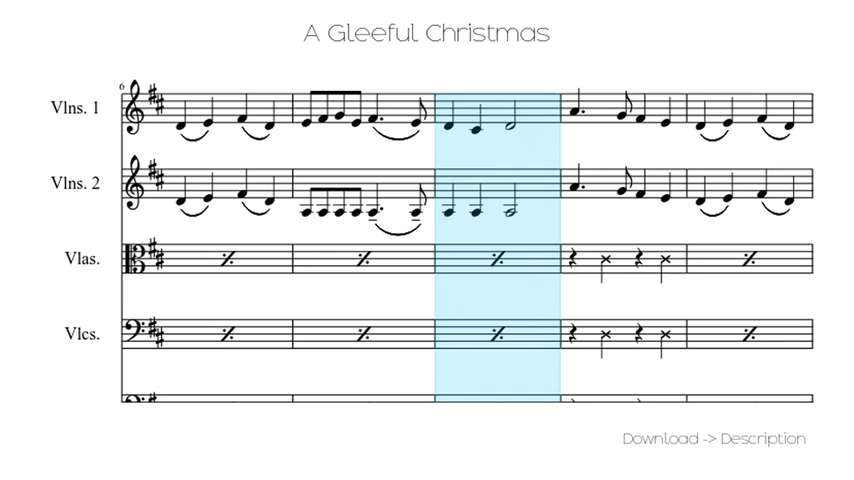 A Gleeful Christmas
6
Vlns. 1
Vlns. 2
Vlas.
Vlcs.
Download -> Description